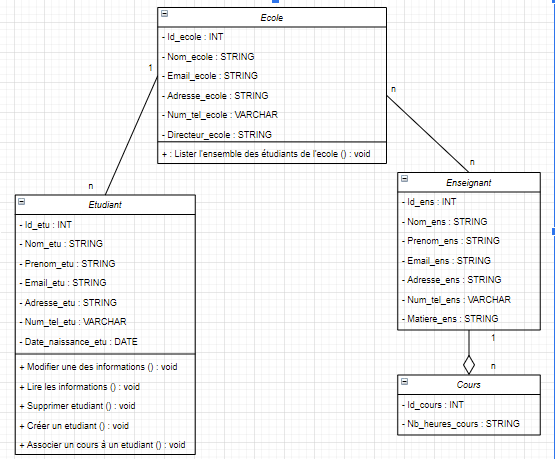 Ecole
- Id_ecole : INT
- Nom_ecole : STRING
- Email_ecole : STRING
- Adresse_ecole : STRING
- Num_tel_ecole : VARCHAR
- Directeur_ecole : STRING
+ : Lister l'ensemble des étudiants de l'ecole () : void
1
n
n
n
Etudiant
- Id_etu : INT
- Nom_etu : STRING
- Prenom_etu : STRING
- Email_etu : STRING
- Adresse_etu : STRING
- Num_tel_etu : VARCHAR
- Date_naissance_etu : DATE
+ Modifier une des informations () : void
+ Lire les informations () : void
+ Supprimer etudiant () : void
+ Créer un etudiant () : void
+ Associer un cours à un etudiant () : void
Enseignant
- Id_ens : INT
- Nom_ens : STRING
- Prenom_ens : STRING
- Email_ens : STRING
- Adresse_ens : STRING
- Num_tel_ens : VARCHAR
- Matiere_ens : STRING
1
n
Cours
- Id_cours : INT
- Nb_heures_cours : STRING